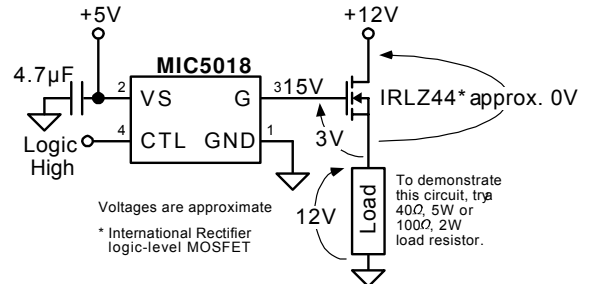 +5V
+12V
4.7µF
MIC5018
2
VS
G
3
15V
IRLZ44* approx. 0V
4
CTL
GND
1
Logic
High
3V
Voltages are approximate
* International Rectifier
logic-level MOSFET
12V
Load
To demonstrate
this circuit, try a
40Ω, 5W or
100Ω, 2W
load resistor.